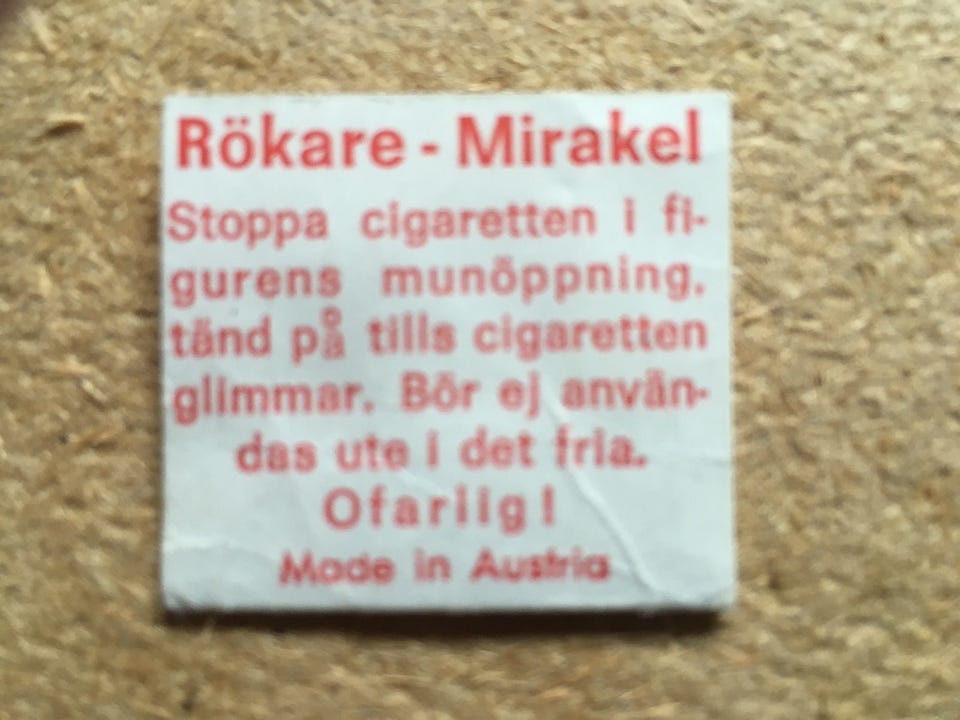 Rökare - Mirakel
Stoppa cigaretten i fi-
gurens munöppning,
tänd på tills cigaretten
glimmar. Bör ej använ-
das ute i det fria.
Ofarlig!
Made in Austria